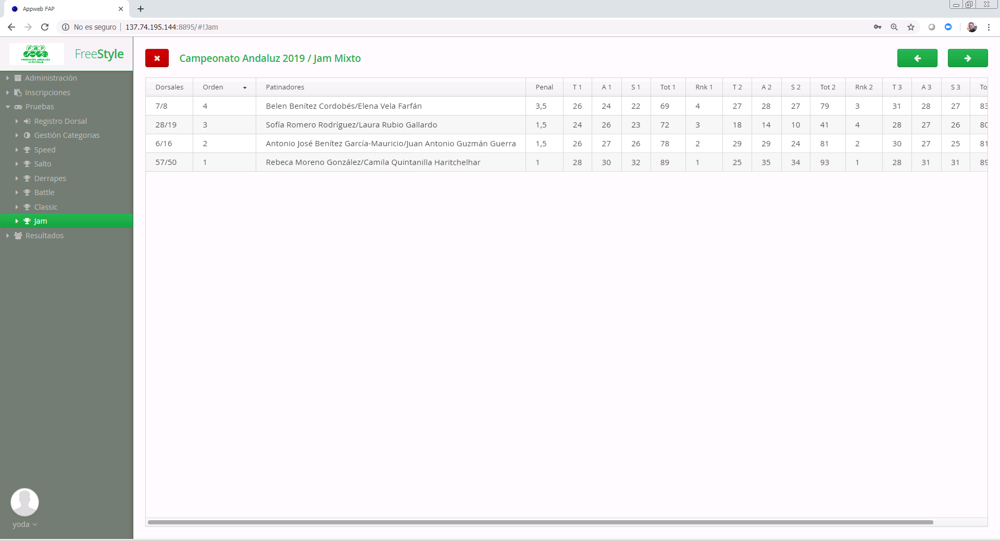 Appweb FAP
No es seguro 137.74.195.144:8895/#!Jam
FAP
FEDERACION ANDALUZA
DE PATINAJE
FreeStyle
Administración
Inscripciones
Pruebas
Registro Dorsal
Gestión Categorias
Speed
Salto
Derrapes
Battle
Classic
Jam
Resultados
yoda
Campeonato Andaluz 2019 / Jam Mixto
Dorsales Orden Patinadores Penal T 1 A 1 S 1 Tot 1 Rnk 1 T 2 A 2 S 2 Tot 2 Rnk 2 T 3 A 3 S 3 To
7/8 4 Belen Benítez Cordobés/Elena Vela Farfán 3,5 26 24 22 69 4 27 28 27 79 3 31 28 27 83
28/19 3 Sofía Romero Rodríguez/Laura Rubio Gallardo 1,5 24 26 23 72 3 18 14 10 41 4 28 27 26 80
6/16 2 Antonio José Benítez García-Mauricio/Juan Antonio Guzmán Guerra 1,5 26 27 26 78 2 29 29 24 81 2 30 27 25 81
57/50 1 Rebeca Moreno González/Camila Quintanilla Haritchelhar 1 28 30 32 89 1 25 35 34 93 1 28 31 31 89